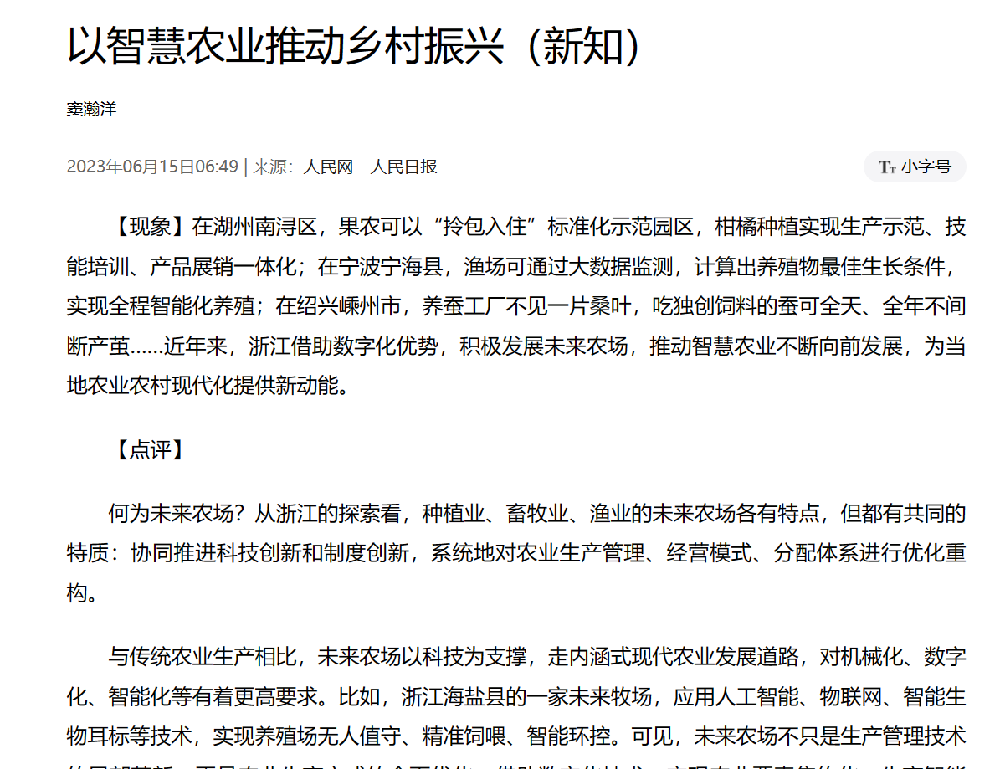 以智慧农业推动乡村振兴（新知）
窦瀚洋
2023年06月15日06:49 | 来源：人民网－人民日报
小字号
【现象】在湖州南浔区，果农可以“拎包入住”标准化示范园区，柑橘种植实现生产示范、技
能培训、产品展销一体化；在宁波宁海县，渔场可通过大数据监测，计算出养殖物最佳生长条件，
实现全程智能化养殖；在绍兴嵊州市，养蚕工厂不见一片桑叶，吃独创饲料的蚕可全天、全年不间
断产茧……近年来，浙江借助数字化优势，积极发展未来农场，推动智慧农业不断向前发展，为当
地农业农村现代化提供新动能。
【点评】
何为未来农场？从浙江的探索看，种植业、畜牧业、渔业的未来农场各有特点，但都有共同的
特质：协同推进科技创新和制度创新，系统地对农业生产管理、经营模式、分配体系进行优化重
构。
与传统农业生产相比，未来农场以科技为支撑，走内涵式现代农业发展道路，对机械化、数字
化、智能化等有着更高要求。比如，浙江海盐县的一家未来牧场，应用人工智能、物联网、智能生
物耳标等技术，实现养殖场无人值守、精准饲喂、智能环控。可见，未来农场不只是生产管理技术